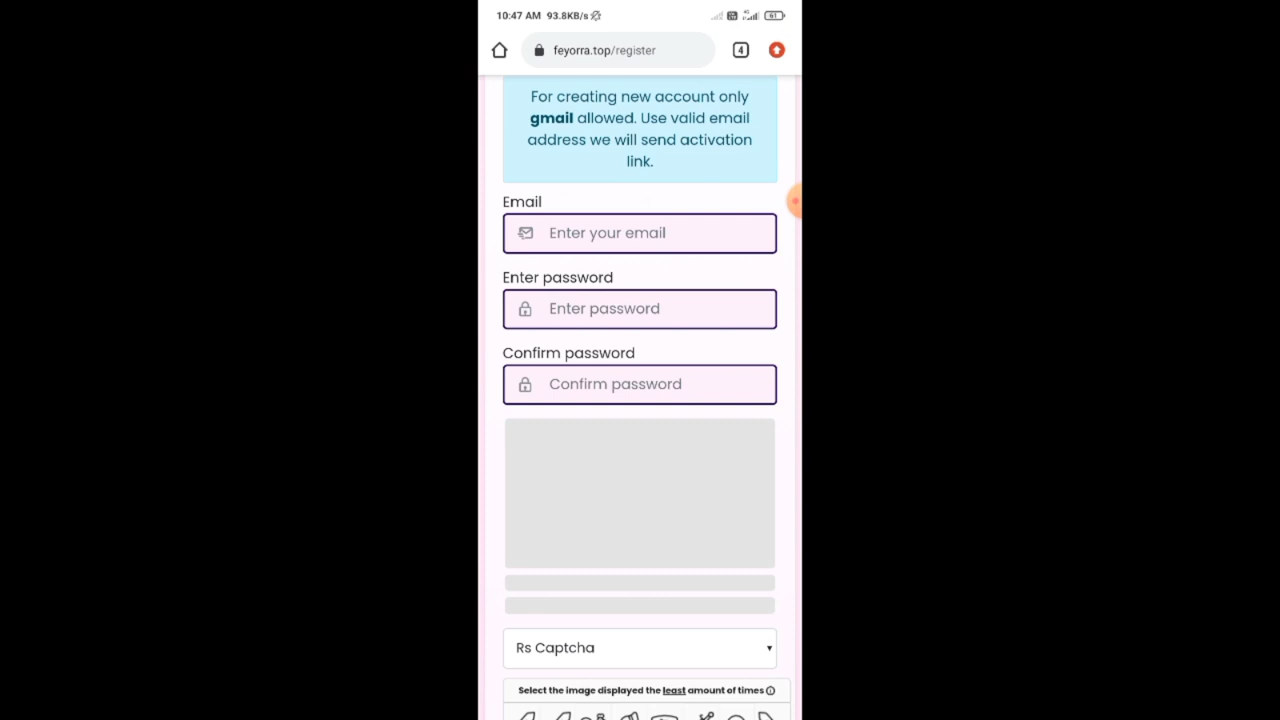 10:47 AM 93.8KB/s
4G 61
feyorra.top/register
4
For creating new account only
gmail allowed. Use valid email
address we will send activation
link.
Email
Enter your email
Enter password
Enter password
Confirm password
Confirm password
Rs Captcha
Select the image displayed the least amount of times